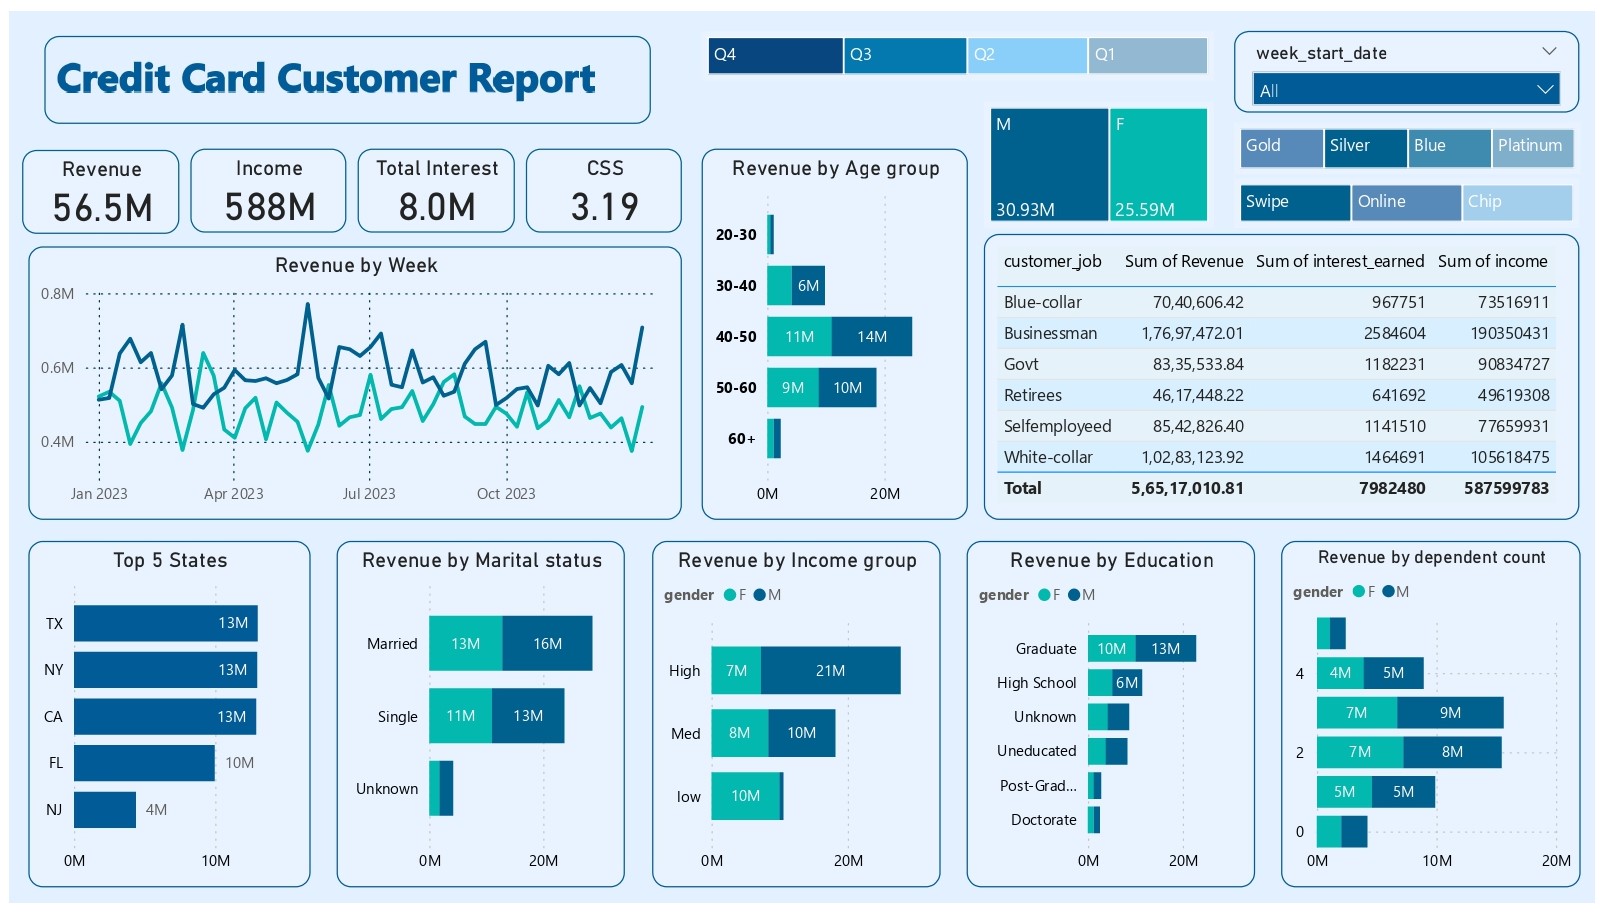 Credit Card Customer Report
Q4 Q3 Q2 Q1
week_start_date
All
M F
30.93M 25.59M
Gold Silver Blue Platinum
Swipe Online Chip
Revenue
56.5M
Income
588M
Total Interest
8.0M
CSS
3.19
Revenue by Week
0.8M
0.6M
0.4M
Jan 2023 Apr 2023 Jul 2023 Oct 2023
Revenue by Age group
20-30
30-40 6M
40-50 11M 14M
50-60 9M 10M
60+
0M 20M
customer_job Sum of Revenue Sum of interest_earned Sum of income
Blue-collar 70,40,606.42 967751 73516911
Businessman 1,76,97,472.01 2584604 190350431
Govt 83,35,533.84 1182231 90834727
Retirees 46,17,448.22 641692 49619308
Selfemployeed 85,42,826.40 1141510 77659931
White-collar 1,02,83,123.92 1464691 105618475
Total 5,65,17,010.81 7982480 587599783
Top 5 States
TX 13M
NY 13M
CA 13M
FL 10M
NJ 4M
0M 10M
Revenue by Marital status
Married 13M 16M
Single 11M 13M
Unknown
0M 20M
Revenue by Income group
gender F M
High 7M 21M
Med 8M 10M
low 10M
0M 20M
Revenue by Education
gender F M
Graduate 10M 13M
High School 6M
Unknown
Uneducated
Post-Grad...
Doctorate
0M 20M
Revenue by dependent count
gender F M
4 4M 5M
7M 9M
2 7M 8M
5M 5M
0
0M 10M 20M